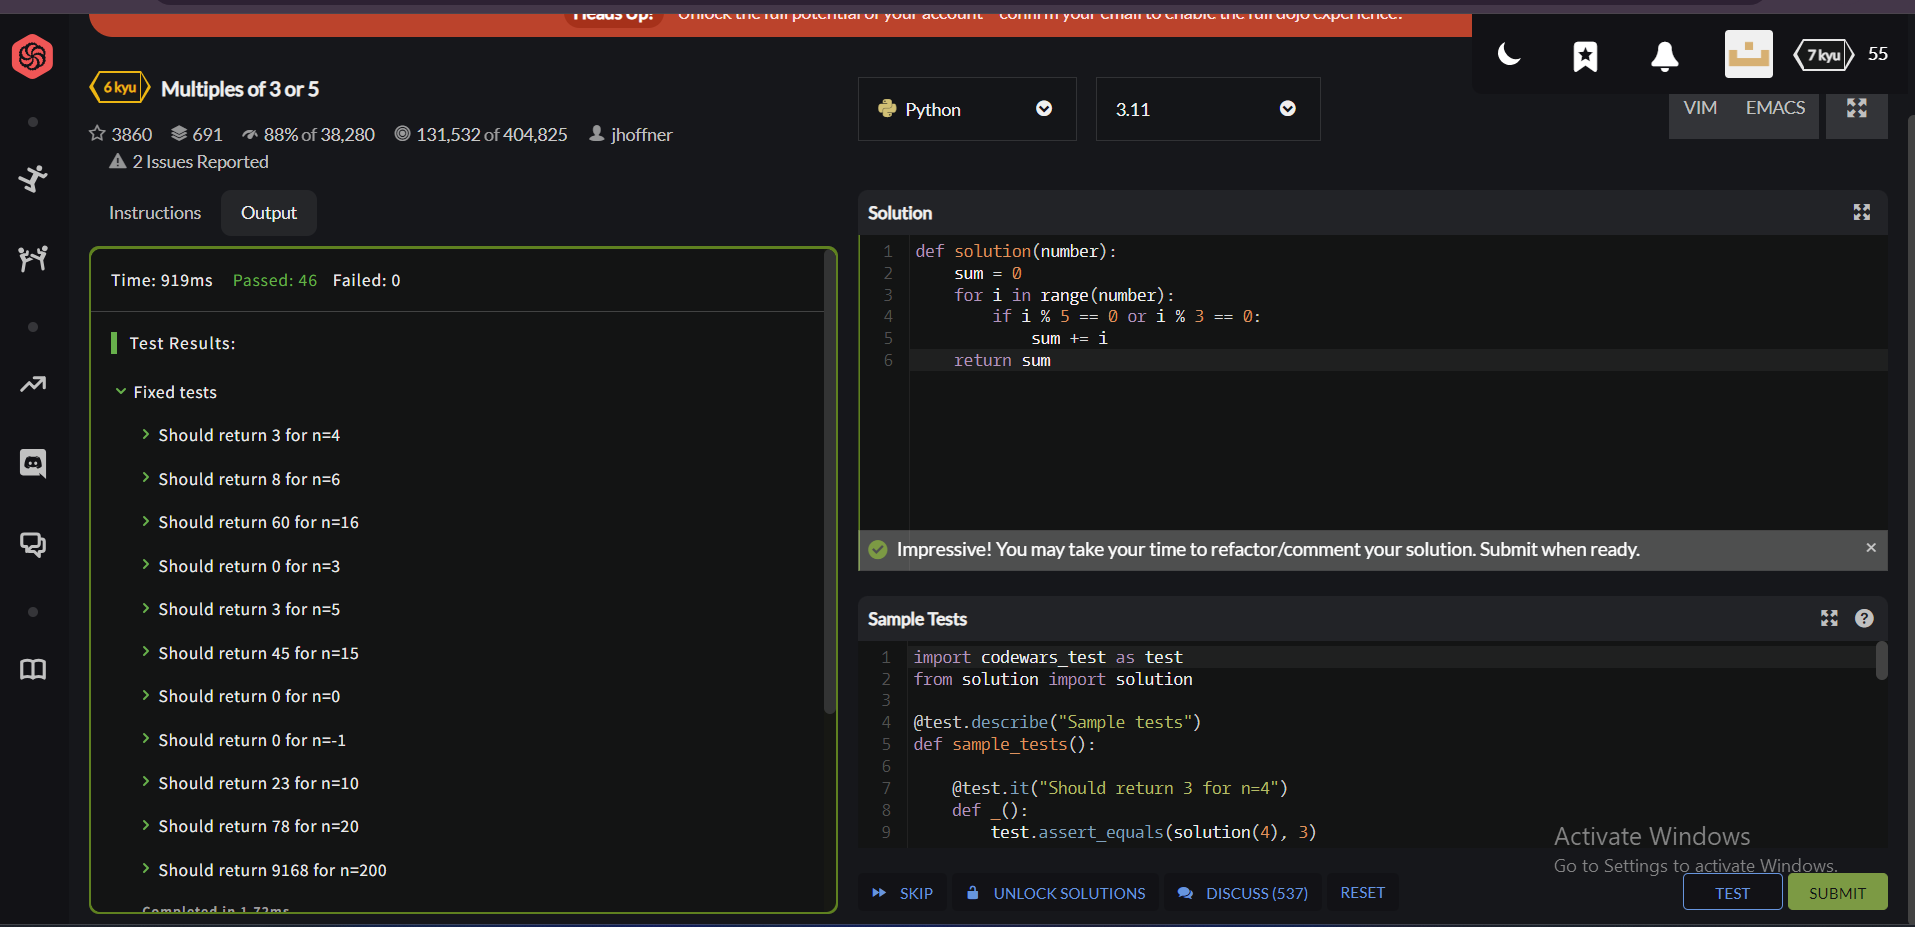 Heads Up! Unlock the full potential of your account - confirm your email to enable the full dojo experience.
7 kyu 55
6 kyu Multiples of 3 or 5
3860 691 88% of 38,280 131,532 of 404,825 jhoffner
2 Issues Reported
Python 3.11
VIM EMACS
Instructions Output
Time: 919ms Passed: 46 Failed: 0
Test Results:
Fixed tests
Should return 3 for n=4
Should return 8 for n=6
Should return 60 for n=16
Should return 0 for n=3
Should return 3 for n=5
Should return 45 for n=15
Should return 0 for n=0
Should return 0 for n=-1
Should return 23 for n=10
Should return 78 for n=20
Should return 9168 for n=200
Completed in 1.72ms
Solution
1 def solution(number):
2 sum = 0
3 for i in range(number):
4 if i % 5 == 0 or i % 3 == 0:
5 sum += i
6 return sum
Impressive! You may take your time to refactor/comment your solution. Submit when ready. ×
Sample Tests ?
1 import codewars_test as test
2 from solution import solution
3
4 @test.describe("Sample tests")
5 def sample_tests():
6
7 @test.it("Should return 3 for n=4")
8 def _():
9 test.assert_equals(solution(4), 3)
Activate Windows
Go to Settings to activate Windows.
SKIP UNLOCK SOLUTIONS DISCUSS (537) RESET TEST SUBMIT